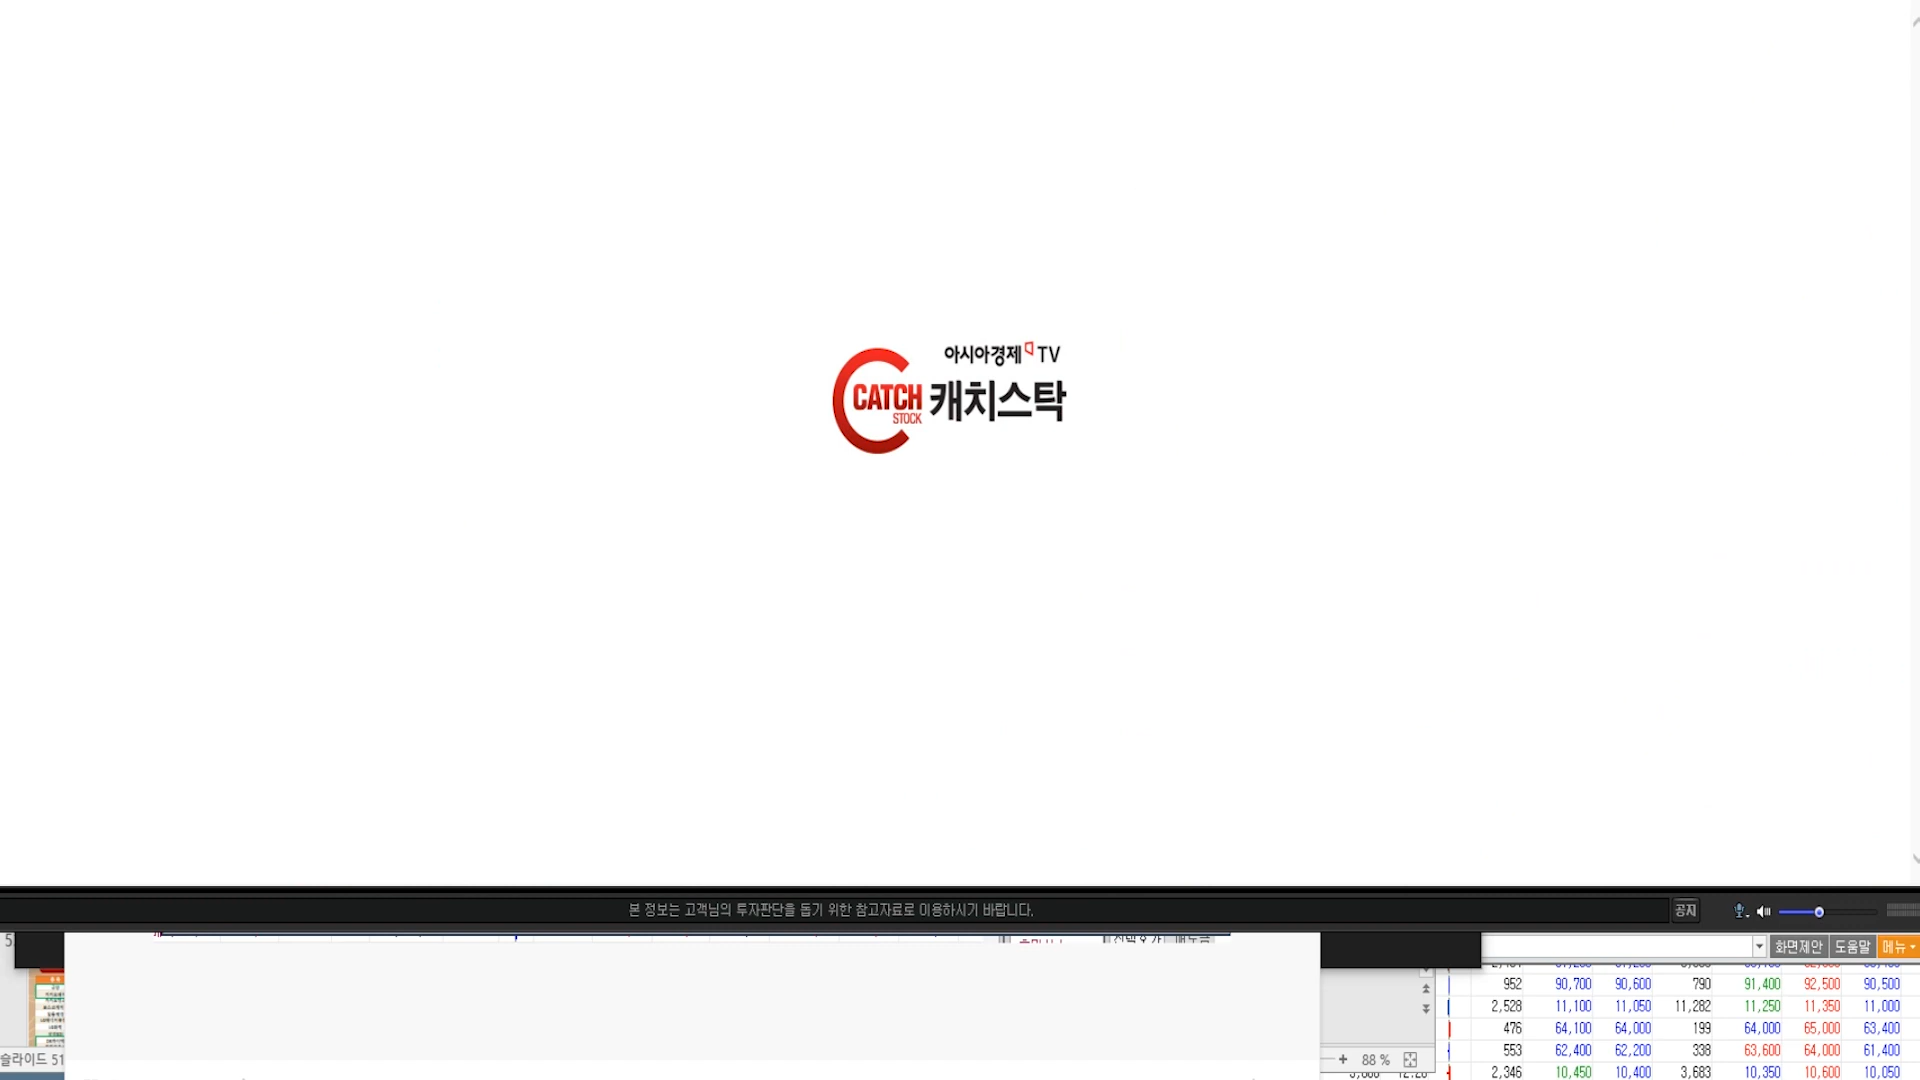 아시아경제 TV
CATCH
STOCK
캐치스탁
본 정보는 고객님의 투자판단을 돕기 위한 참고자료로 이용하시기 바랍니다.
공지
화면제안 도움말 메뉴
952 90,700 90,600 790 91,400 92,500 90,500
2,528 11,100 11,050 11,282 11,250 11,350 11,000
476 64,100 64,000 199 64,000 65,000 63,400
553 62,400 62,200 338 63,600 64,000 61,400
2,346 10,450 10,400 3,683 10,350 10,600 10,050
슬라이드 51
88 %